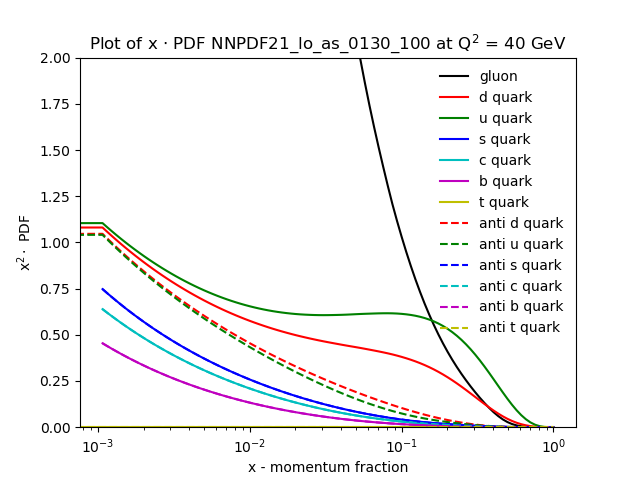 Plot of x · PDF NNPDF21_lo_as_0130_100 at Q² = 40 GeV
2.00
1.75
1.50
1.25
1.00
0.75
0.50
0.25
0.00
x² · PDF
gluon
d quark
u quark
s quark
c quark
b quark
t quark
anti d quark
anti u quark
anti s quark
anti c quark
anti b quark
anti t quark
10⁻³ 10⁻² 10⁻¹ 10⁰
x - momentum fraction